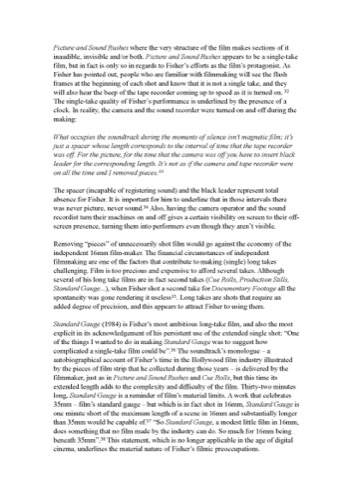 Picture and Sound Rushes where the very structure of the film makes sections of it
inaudible, invisible and/or both. Picture and Sound Rushes appears to be a single-take
film, but in fact is only so in regards to Fisher's efforts as the film's protagonist. As
Fisher has pointed out, people who are familiar with filmmaking will see the flash
frames at the beginning of each shot and know that it is not a single take, and they
will also hear the beep of the tape recorder coming up to speed as it is turned on.
The single-take quality of Fisher's performance is underlined by the presence of a
clock. In reality, the camera and the sound recorder were turned on and off during the
making:
What occupies the soundtrack during the moments of silence isn't magnetic film; it's
just a spacer whose length corresponds to the interval of time that the tape recorder
was off. For the picture, for the time that the camera was off you have to insert black
leader for the corresponding length. It's not as if the camera and tape recorder were
on all the time and I removed pieces.
The spacer (incapable of registering sound) and the black leader represent total
absence for Fisher. It is important for him to underline that in those intervals there
was never picture, never sound. Also, having the camera operator and the sound
recordist turn their machines on and off gives a certain visibility on screen to their off-
screen presence, turning them into performers even though they aren't visible.
Removing "pieces" of unnecessarily shot film would go against the economy of the
independent 16mm film-maker. The financial circumstances of independent
filmmaking are one of the factors that contribute to making (single) long takes
challenging. Film is too precious and expensive to afford several takes. Although
several of his long take films are in fact second takes (Cue Rolls, Production Stills,
Standard Gauge...), when Fisher shot a second take for Documentary Footage all the
spontaneity was gone rendering it useless. Long takes are shots that require an
added degree of precision, and this appears to attract Fisher to using them.
Standard Gauge (1984) is Fisher's most ambitious long-take film, and also the most
explicit in its acknowledgement of his persistent use of the extended single shot: "One
of the things I wanted to do in making Standard Gauge was to suggest how
complicated a single-take film could be". The soundtrack's monologue – a
autobiographical account of Fisher's time in the Hollywood film industry illustrated
by the pieces of film strip that he collected during those years – is delivered by the
filmmaker, just as in Picture and Sound Rushes and Cue Rolls, but this time its
extended length adds to the complexity and difficulty of the film. Thirty-two minutes
long, Standard Gauge is a reminder of film's material limits. A work that celebrates
35mm – film's standard gauge – but which is in fact shot in 16mm, Standard Gauge is
one minute short of the maximum length of a scene in 16mm and substantially longer
than 35mm would be capable of. "So Standard Gauge, a modest little film in 16mm,
does something that no film made by the industry can do. So much for 16mm being
beneath 35mm". This statement, which is no longer applicable in the age of digital
cinema, underlines the material nature of Fisher's filmic preoccupations.